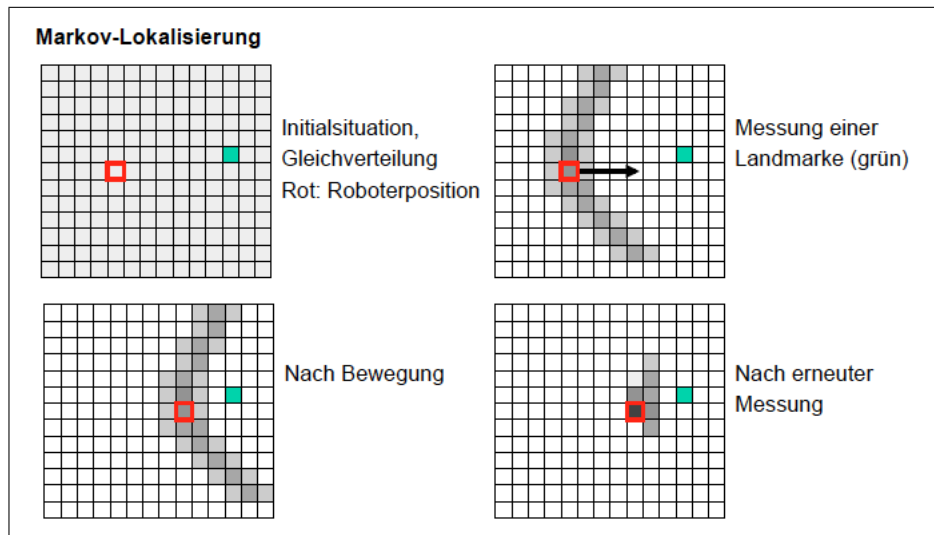 Markov-Lokalisierung
Initialsituation,
Gleichverteilung
Rot: Roboterposition
Messung einer
Landmarke (grün)
Nach Bewegung
Nach erneuter
Messung